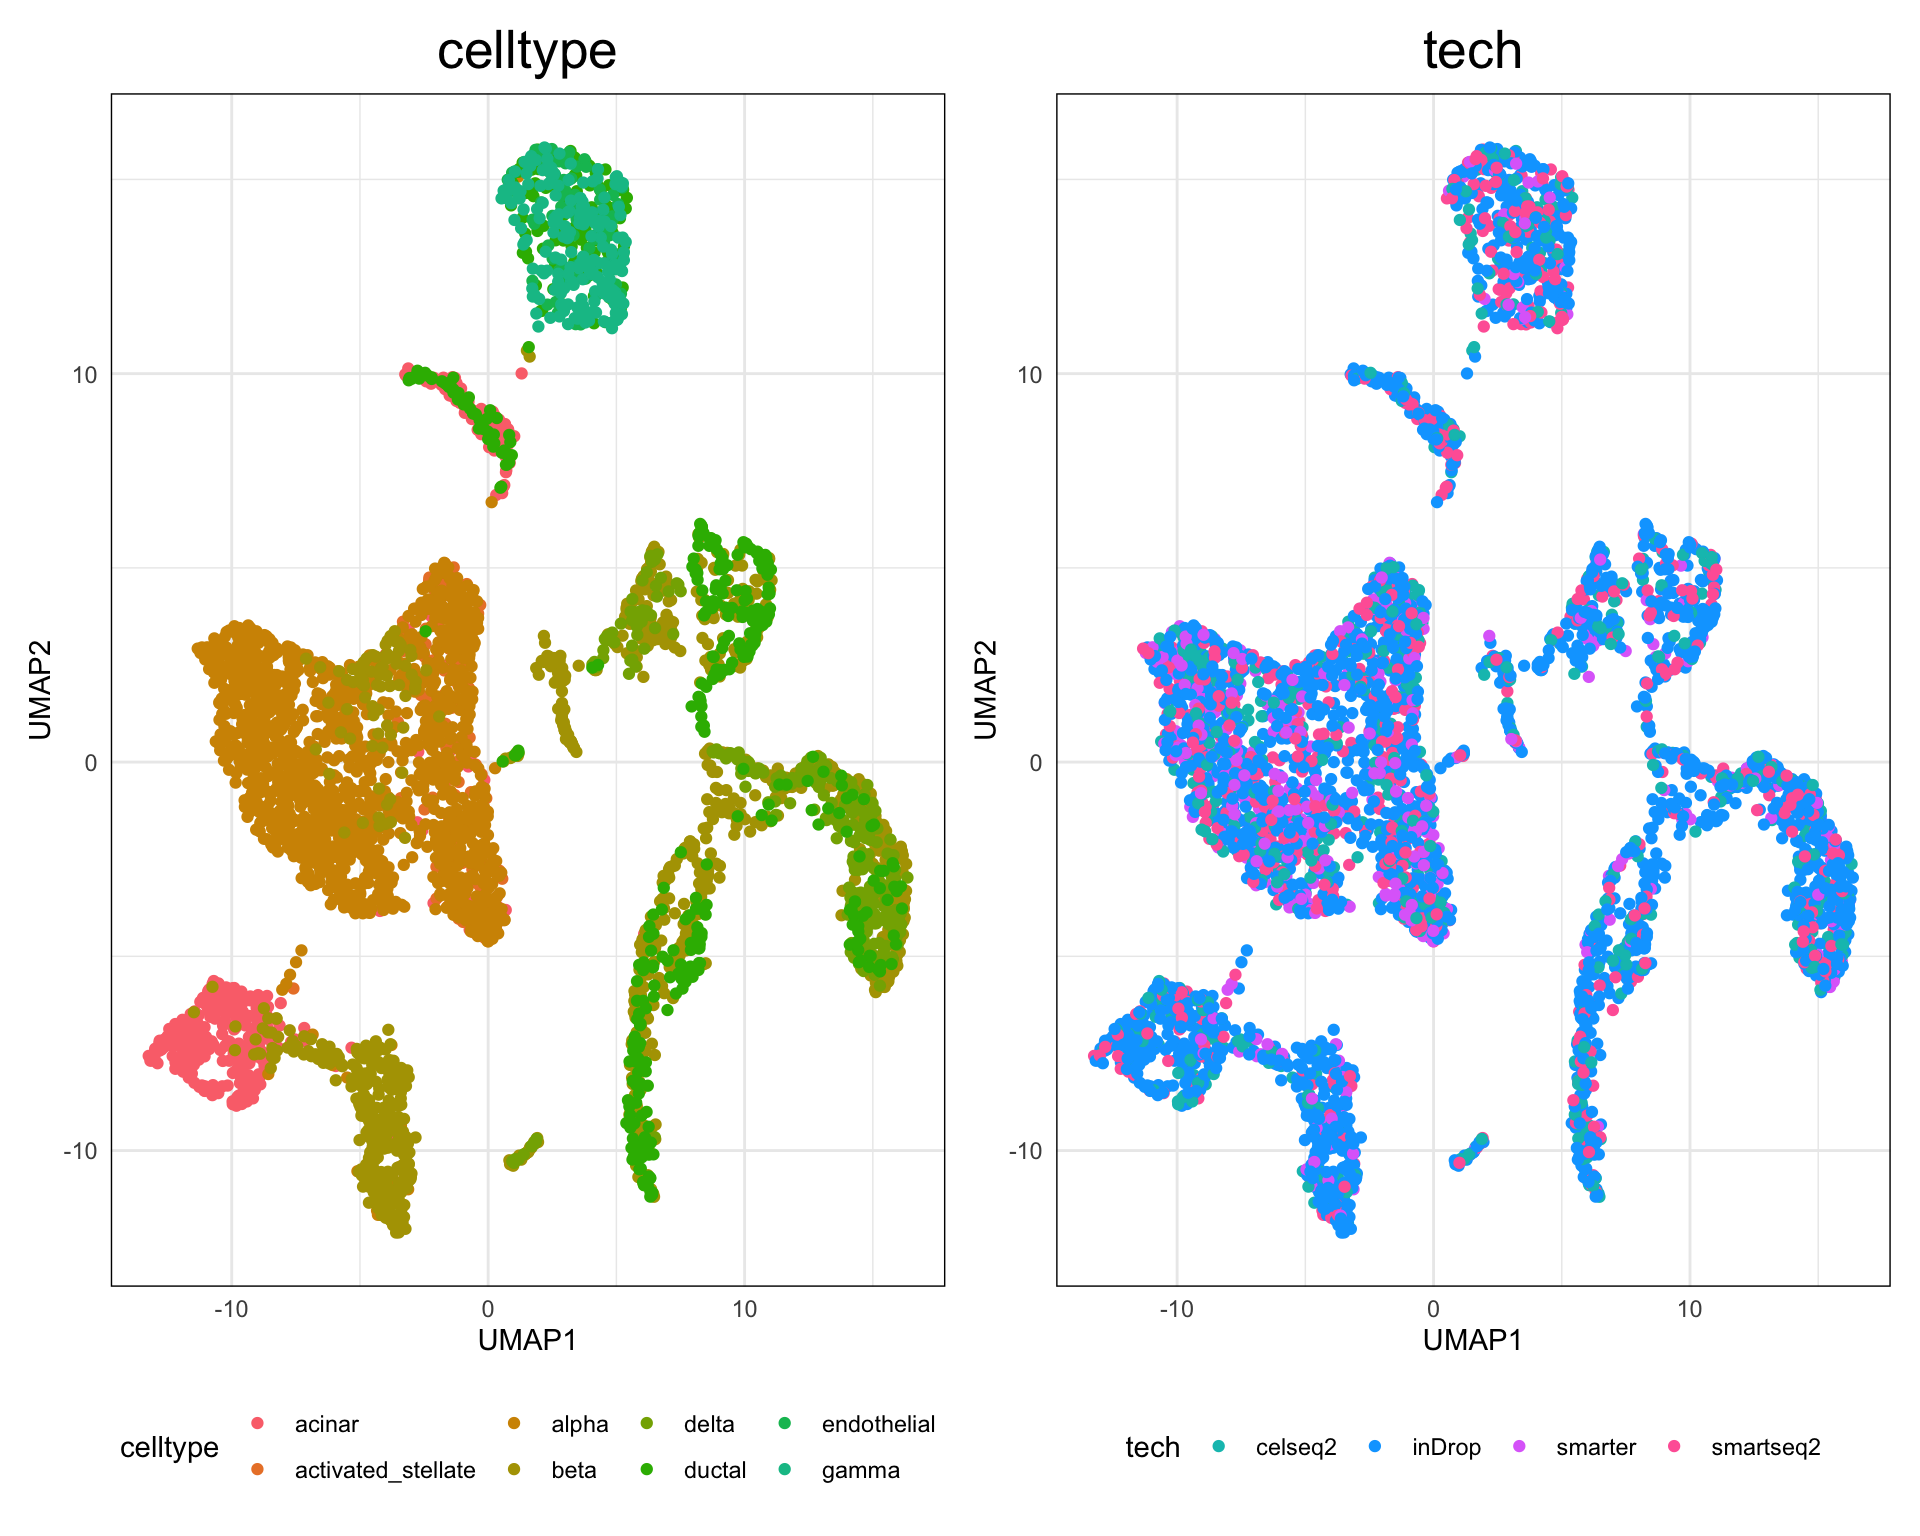 celltype
tech
10
0
-10
UMAP2
-10
0
10
UMAP1
10
0
-10
UMAP2
-10
0
10
UMAP1
celltype
acinar
alpha
delta
endothelial
activated_stellate
beta
ductal
gamma
tech
celseq2
inDrop
smarter
smartseq2